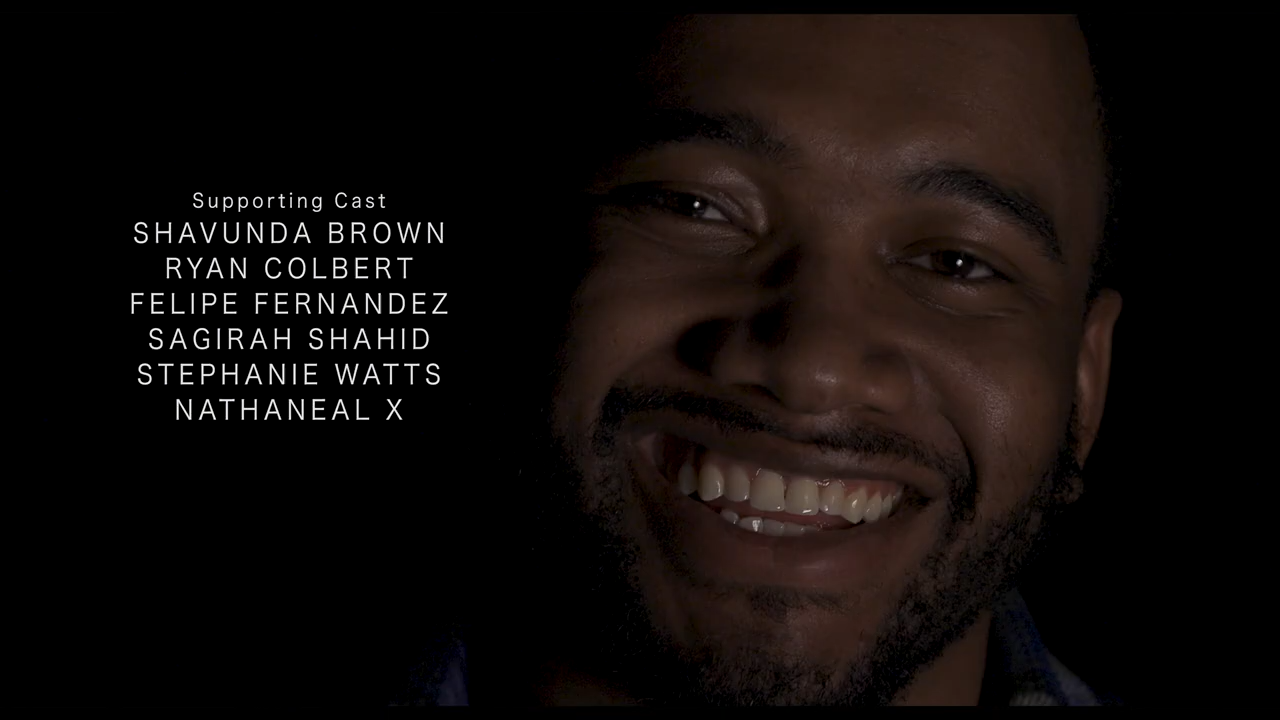 Supporting Cast
SHAVUNDA BROWN
RYAN COLBERT
FELIPE FERNANDEZ
SAGIRAH SHAHID
STEPHANIE WATTS
NATHANEAL X